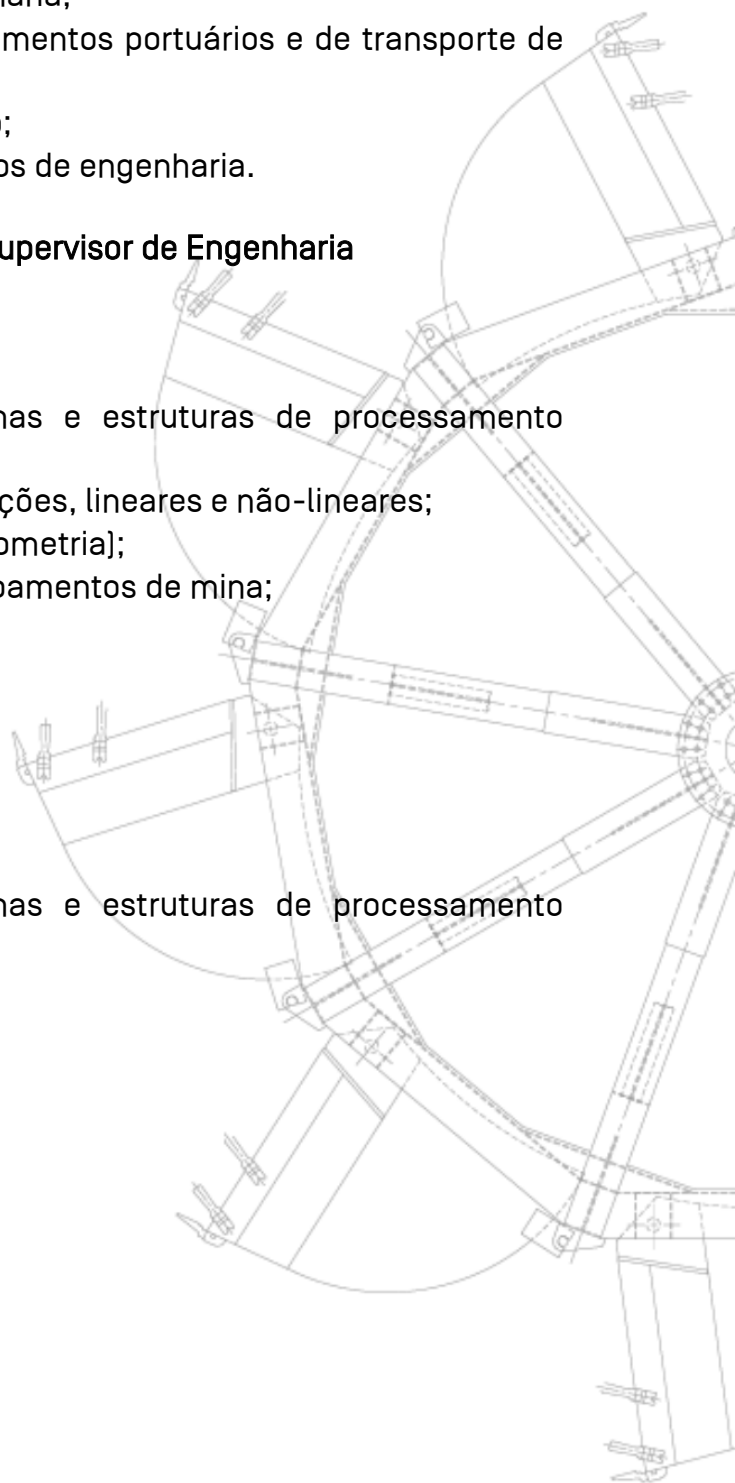 amentos portuários e de transporte de
o;
os de engenharia.
upervisor de Engenharia
nas e estruturas de processamento
ções, lineares e não-lineares;
ometria);
pamentos de mina;
nas e estruturas de processamento